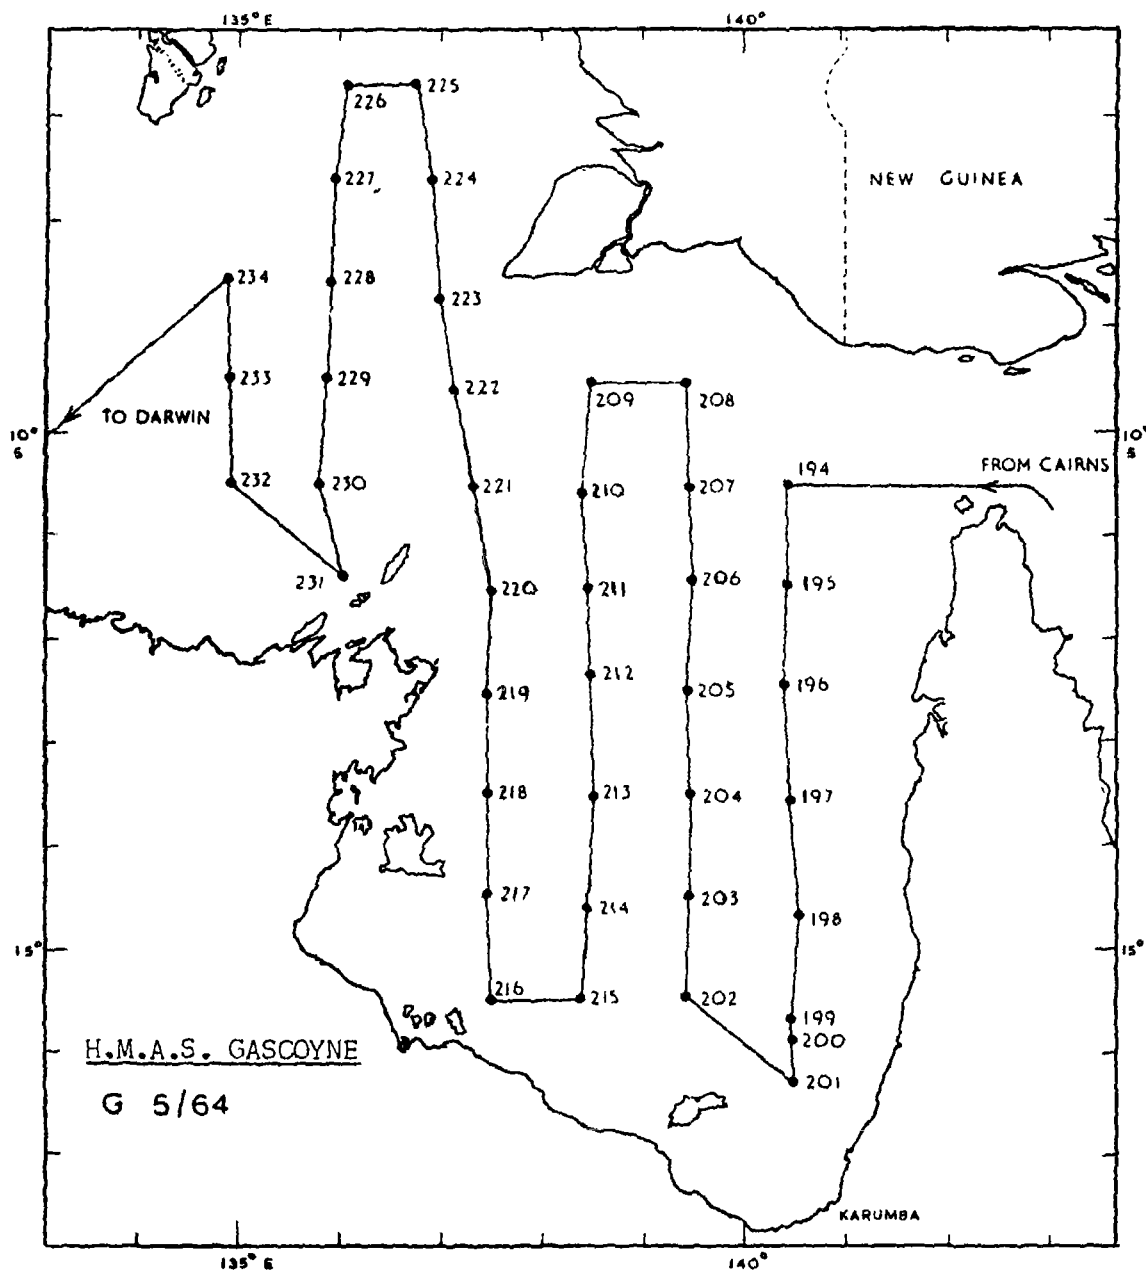 135° E 140°
226 225
227 224
NEW GUINEA
234 228
223
233 229 222
TO DARWIN
209 208
10° S 10° S
194
FROM CAIRNS
232 230 221 210 207
231 220 211 206 195
212
219 205 196
218 213 204 197
217 214 203
198
15° 15°
216 215 202
199
200
201
H.M.A.S. GASCOYNE
G 5/64
KARUMBA
135° E 140°